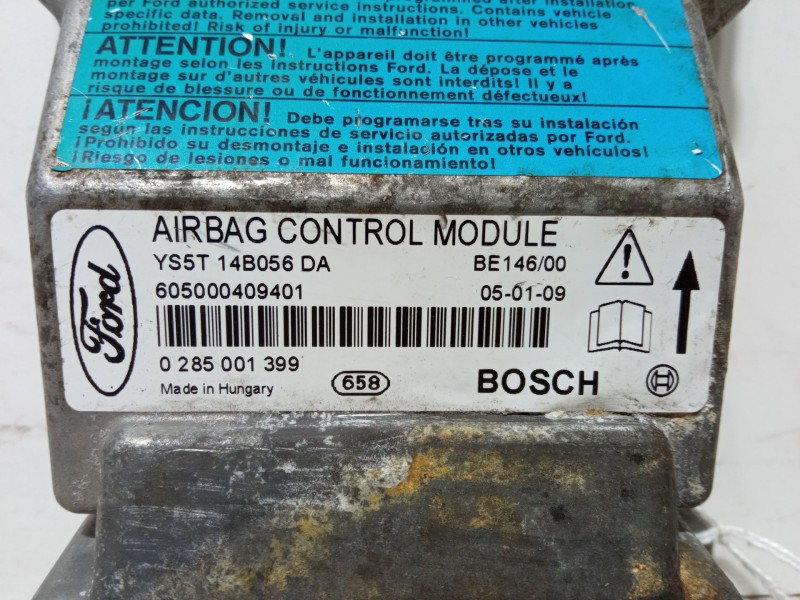 programmed after installation
per Ford authorized service instructions. Contains vehicle
specific data. Removal and installation in other vehicles
prohibited! Risk of injury or malfunction!
ATTENTION! L'appareil doit être programmé après
montage selon les instructions Ford. La dépose et le
montage sur d'autres véhicules sont interdits! Il y a
risque de blessure ou de fonctionnement défectueux!
¡ATENCION! Debe programarse tras su instalación
según las instrucciones de servicio autorizadas por Ford.
¡Prohibido su desmontaje e instalación en otros vehículos!
¡Riesgo de lesiones o mal funcionamiento!
AIRBAG CONTROL MODULE
YS5T 14B056 DA BE146/00
605000409401 05-01-09
Ford
0 285 001 399
Made in Hungary 658 BOSCH